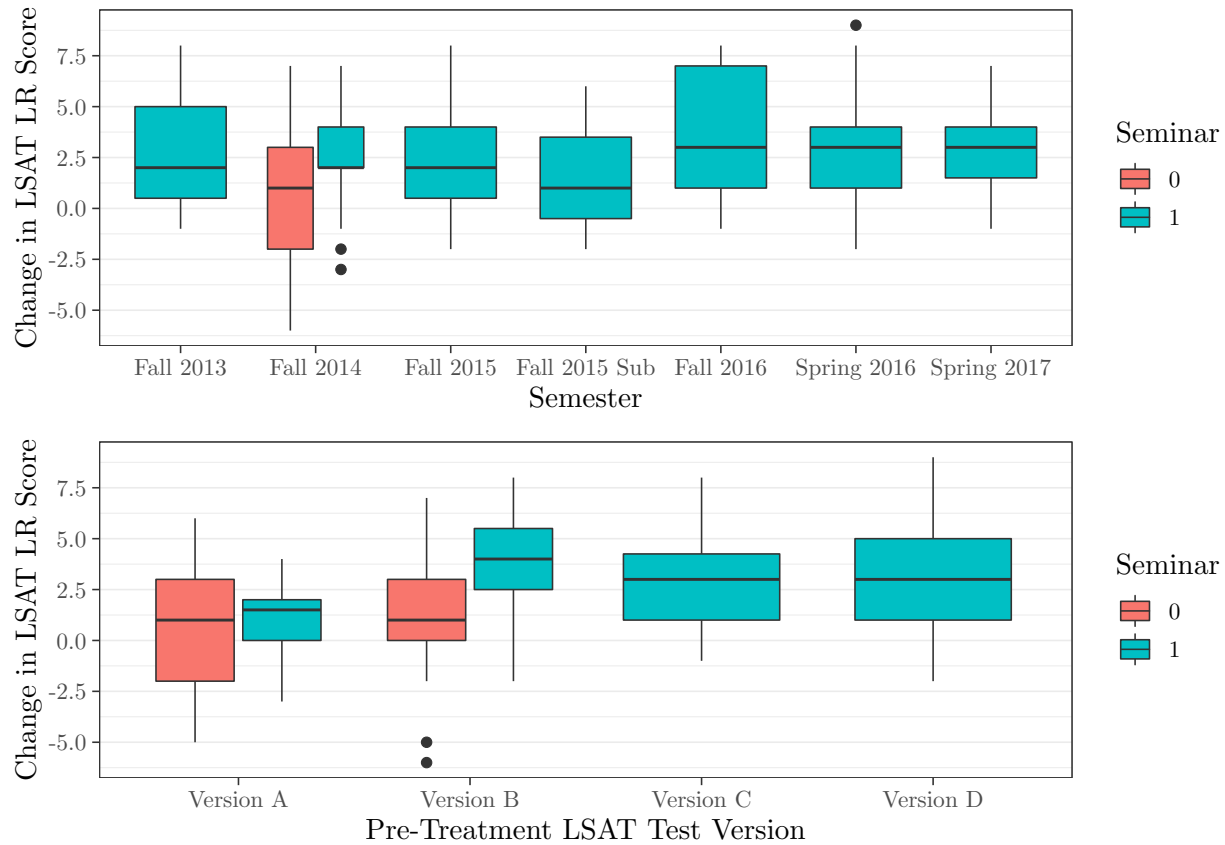 Change in LSAT LR Score
7.5
5.0
2.5
0.0
-2.5
-5.0
Fall 2013 Fall 2014 Fall 2015 Fall 2015 Sub Fall 2016 Spring 2016 Spring 2017
Semester
Seminar
0
1
Change in LSAT LR Score
7.5
5.0
2.5
0.0
-2.5
-5.0
Version A Version B Version C Version D
Pre-Treatment LSAT Test Version
Seminar
0
1